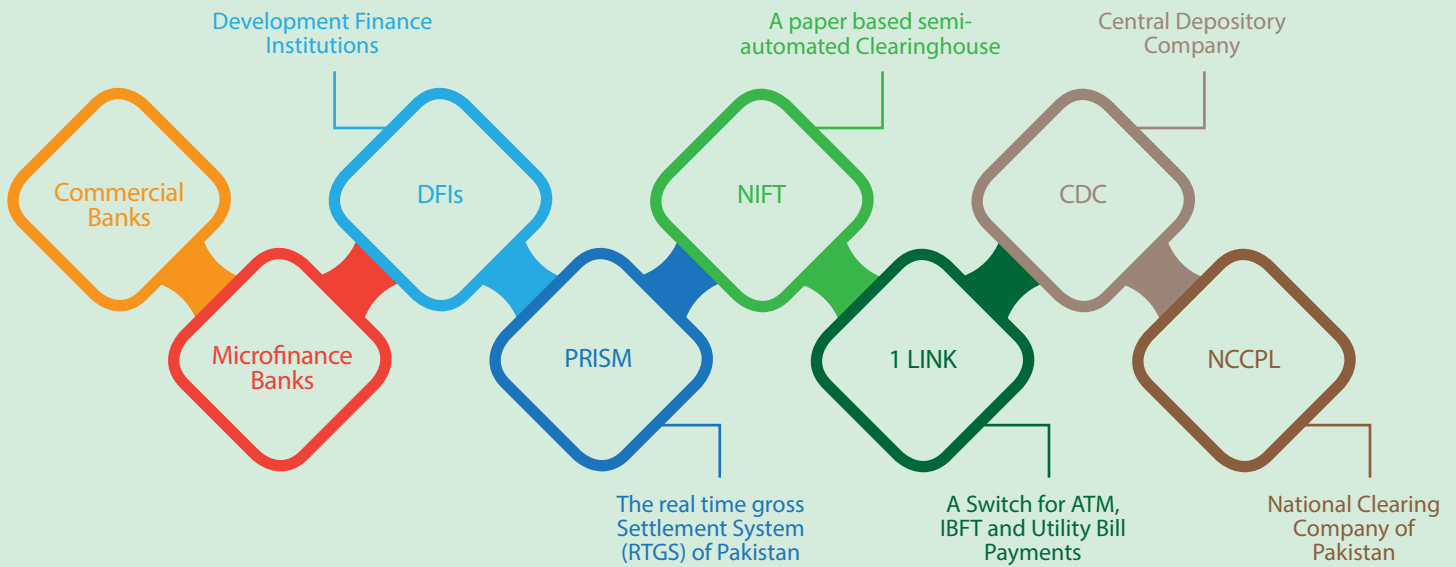 Development Finance
Institutions
A paper based semi-
automated Clearinghouse
Central Depository
Company
Commercial
Banks
DFIs
NIFT
CDC
Microfinance
Banks
PRISM
1 LINK
NCCPL
The real time gross
Settlement System
(RTGS) of Pakistan
A Switch for ATM,
IBFT and Utility Bill
Payments
National Clearing
Company of
Pakistan